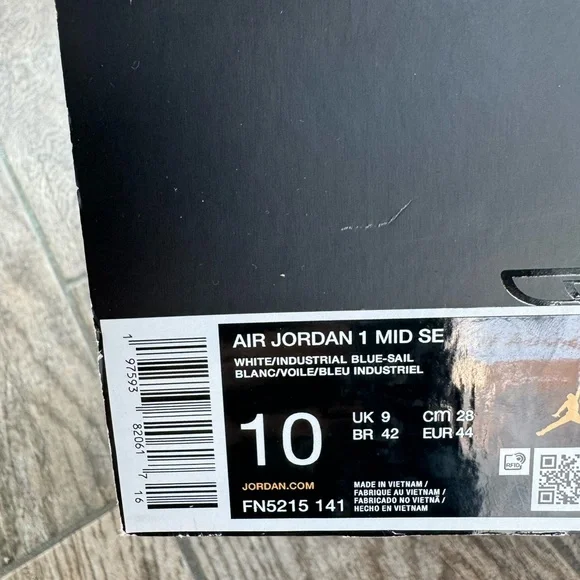 AIR JORDAN 1 MID SE
WHITE/INDUSTRIAL BLUE-SAIL
BLANC/VOILE/BLEU INDUSTRIEL
10
UK 9 CM 28
BR 42 EUR 44
JORDAN.COM
FN5215 141
MADE IN VIETNAM /
FABRIQUE AU VIETNAM /
FABRICADO NO VIETNÃ /
HECHO EN VIETNAM
RFID
1 97593 82061 7 16